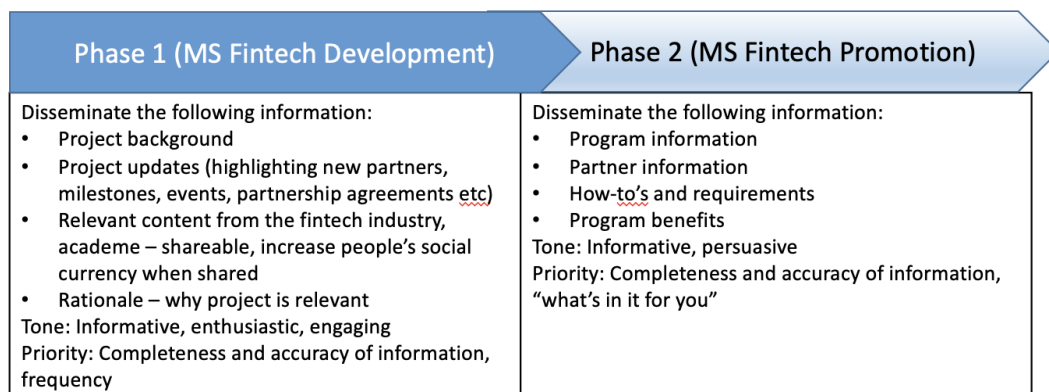 Phase 1 (MS Fintech Development)
Phase 2 (MS Fintech Promotion)
Disseminate the following information:
• Project background
• Project updates (highlighting new partners,
milestones, events, partnership agreements etc)
• Relevant content from the fintech industry,
academe – shareable, increase people’s social
currency when shared
• Rationale – why project is relevant
Tone: Informative, enthusiastic, engaging
Priority: Completeness and accuracy of information,
frequency
Disseminate the following information:
• Program information
• Partner information
• How-to’s and requirements
• Program benefits
Tone: Informative, persuasive
Priority: Completeness and accuracy of information,
“what’s in it for you”